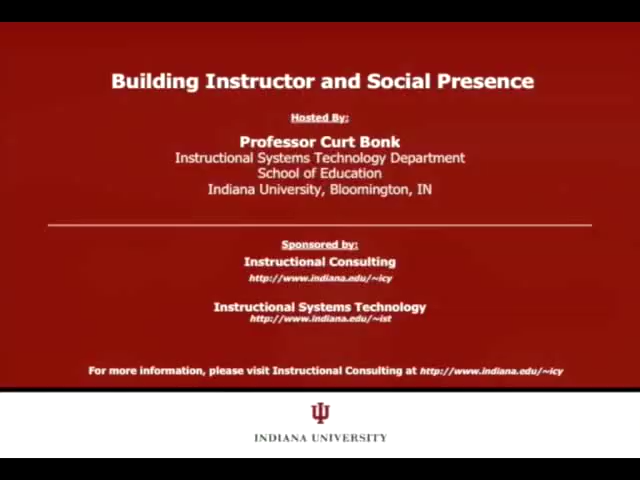 Building Instructor and Social Presence
Hosted By:
Professor Curt Bonk
Instructional Systems Technology Department
School of Education
Indiana University, Bloomington, IN
Sponsored by:
Instructional Consulting
http://www.indiana.edu/~icy
Instructional Systems Technology
http://www.indiana.edu/~ist
For more information, please visit Instructional Consulting at http://www.indiana.edu/~icy
INDIANA UNIVERSITY